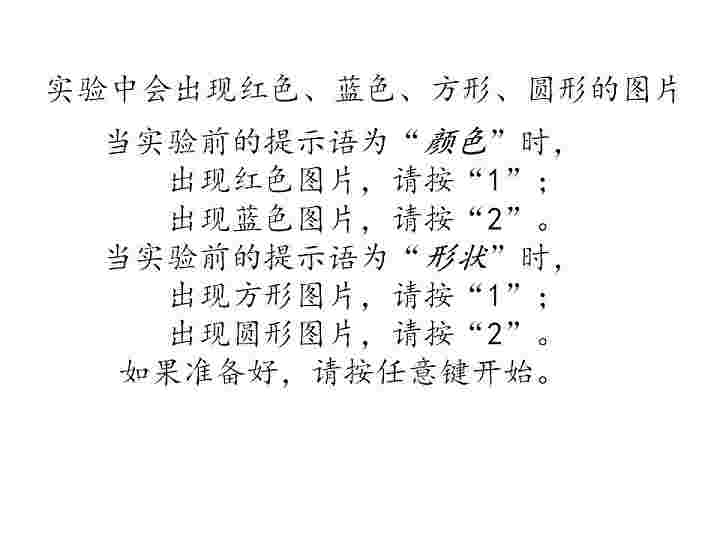 实验中会出现红色、蓝色、方形、圆形的图片
当实验前的提示语为“颜色”时，
出现红色图片，请按“1”；
出现蓝色图片，请按“2”。
当实验前的提示语为“形状”时，
出现方形图片，请按“1”；
出现圆形图片，请按“2”。
如果准备好，请按任意键开始。